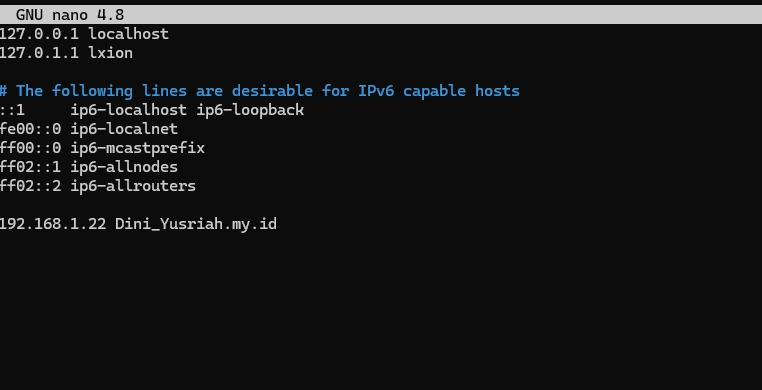 GNU nano 4.8
127.0.0.1 localhost
127.0.1.1 lxion
# The following lines are desirable for IPv6 capable hosts
::1     ip6-localhost ip6-loopback
fe00::0 ip6-localnet
ff00::0 ip6-mcastprefix
ff02::1 ip6-allnodes
ff02::2 ip6-allrouters
192.168.1.22 Dini_Yusriah.my.id